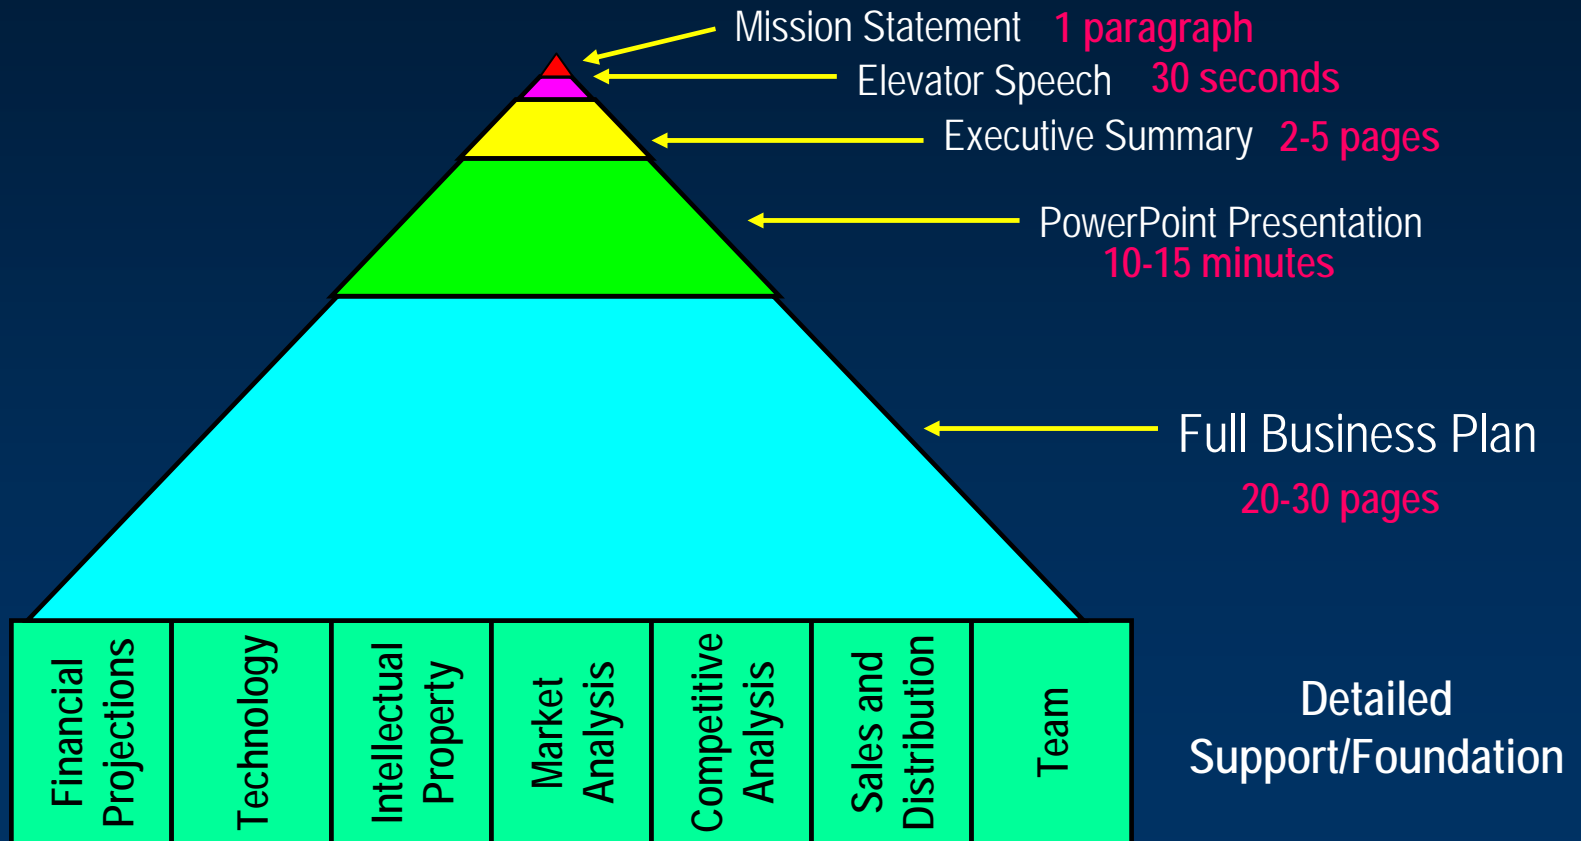 Mission Statement 1 paragraph
Elevator Speech 30 seconds
Executive Summary 2-5 pages
PowerPoint Presentation
10-15 minutes
Full Business Plan
20-30 pages
Financial
Projections
Technology
Intellectual
Property
Market
Analysis
Competitive
Analysis
Sales and
Distribution
Team
Detailed
Support/Foundation